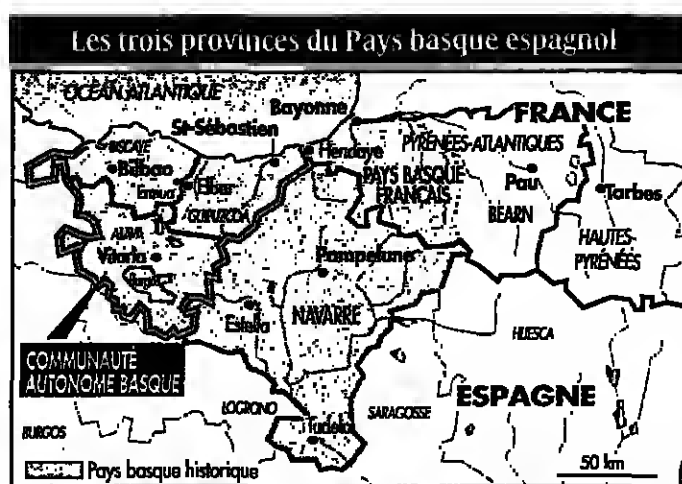 Les trois provinces du Pays basque espagnol
OCÉAN ATLANTIQUE
Bayonne
FRANCE
St-Sébastien
BISCAYE
Hendaye
PYRÉNÉES-ATLANTIQUES
Bilbao
Ermua
Eibar
PAYS BASQUE
FRANÇAIS
Pau
Tarbes
GUIPUZCOA
BEARN
ALAVA
HAUTES-
PYRÉNÉES
Vitoria
Pampelune
Estella
NAVARRE
HUESCA
COMMUNAUTÉ
AUTONOME BASQUE
LOGRONO
SARAGOSSE
ESPAGNE
BURGOS
Tudela
Pays basque historique
50 km